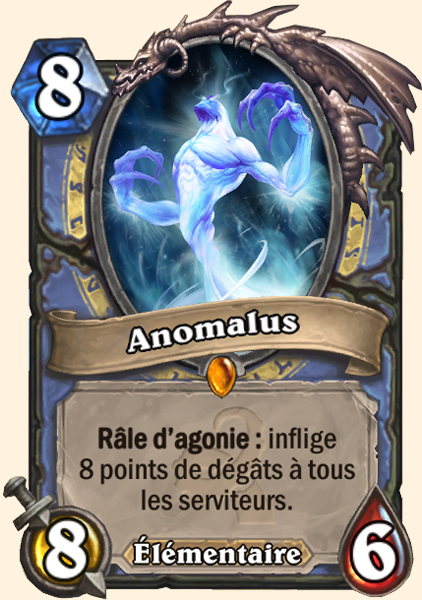 8
Anomalus
Râle d’agonie : inflige
8 points de dégâts à tous
les serviteurs.
8
Élémentaire
6